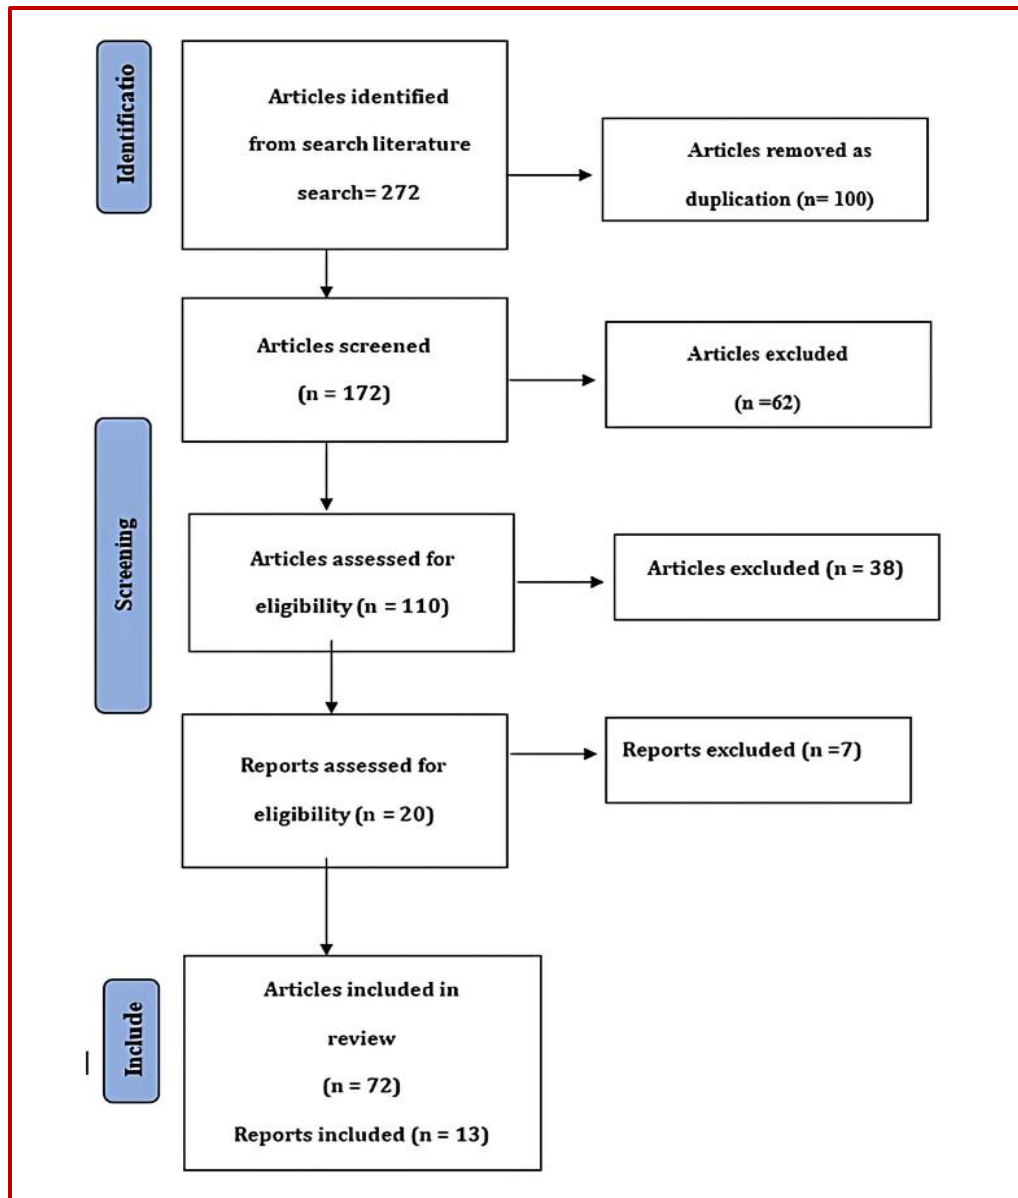 Identificatio
Articles identified
from search literature
search= 272
Articles removed as
duplication (n= 100)
Articles screened
(n = 172)
Articles excluded
(n =62)
Screening
Articles assessed for
eligibility (n = 110)
Articles excluded (n = 38)
Reports assessed for
eligibility (n = 20)
Reports excluded (n =7)
Include
Articles included in
review
(n = 72)
Reports included (n = 13)